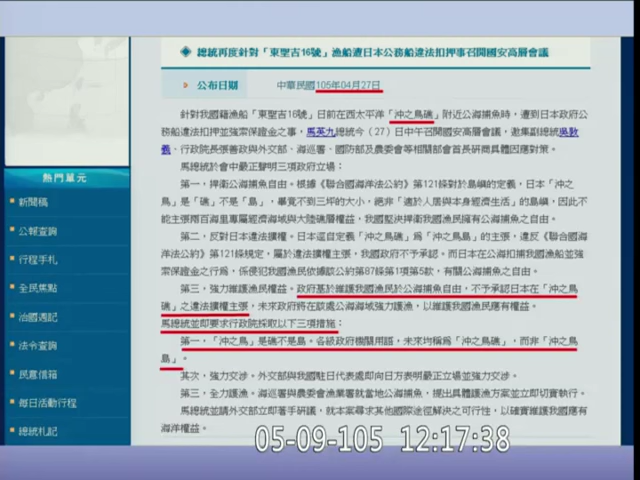 總統再度針對「東聖吉16號」漁船遭日本公務船違法扣押事召開國安高層會議
公布日期 中華民國105年04月27日
針對我國籍漁船「東聖吉16號」日前在西太平洋「沖之鳥礁」附近公海捕魚時，遭到日本政府公
務船違法扣押並強索保證金之事，馬英九總統今（27）日中午召開國安高層會議，邀集副總統吳敦
義、行政院長張善政與外交部、海巡署、國防部及農委會等相關部會首長研商具體因應對策。
馬總統於會中嚴正聲明三項政府立場：
第一，捍衛公海捕魚自由。根據《聯合國海洋法公約》第121條對於島嶼的定義，日本「沖之
鳥」是「礁」不是「島」，畢竟不到三坪的大小，絕非「適於人居與本身經濟生活」的島嶼，因此不
能主張兩百海里專屬經濟海域與大陸礁層權益，我國堅決捍衛我國漁民擁有公海捕魚之自由。
第二，反對日本違法擴權。日本逕自定義「沖之鳥礁」為「沖之鳥島」的主張，違反《聯合國海
洋法公約》第121條規定，屬於違法擴權主張，我國政府不予承認。而日本在公海扣捕我國漁船並強
索保證金之行為，係侵犯我國漁民依據該公約第87條第1項第5款，有關公海捕魚之自由。
第三，強力維護漁民權益。政府基於維護我國漁民於公海捕魚自由，不予承認日本在「沖之鳥
礁」之違法擴權主張，未來政府將在該處公海海域強力護漁，以維護我國漁民應有權益。
馬總統並即要求行政院採取以下三項措施：
第一，「沖之鳥」是礁不是島。各級政府機關用語，未來均稱為「沖之鳥礁」，而非「沖之鳥
島」。
其次，強力交涉。外交部與我國駐日代表處即向日方表明嚴正立場並強力交涉。
第三，全力護漁。海巡署與農委會漁業署就當地公海捕魚，提出具體護漁方案並立即切實執行。
馬總統並請外交部立即著手研議，就本案尋求其他國際途徑解決之可行性，以確實維護我國應有
海洋權益。
熱門單元
新聞稿
公報查詢
行程手札
全民焦點
治國週記
法令查詢
民意信箱
每日活動行程
總統札記
05-09-105 12:17:38